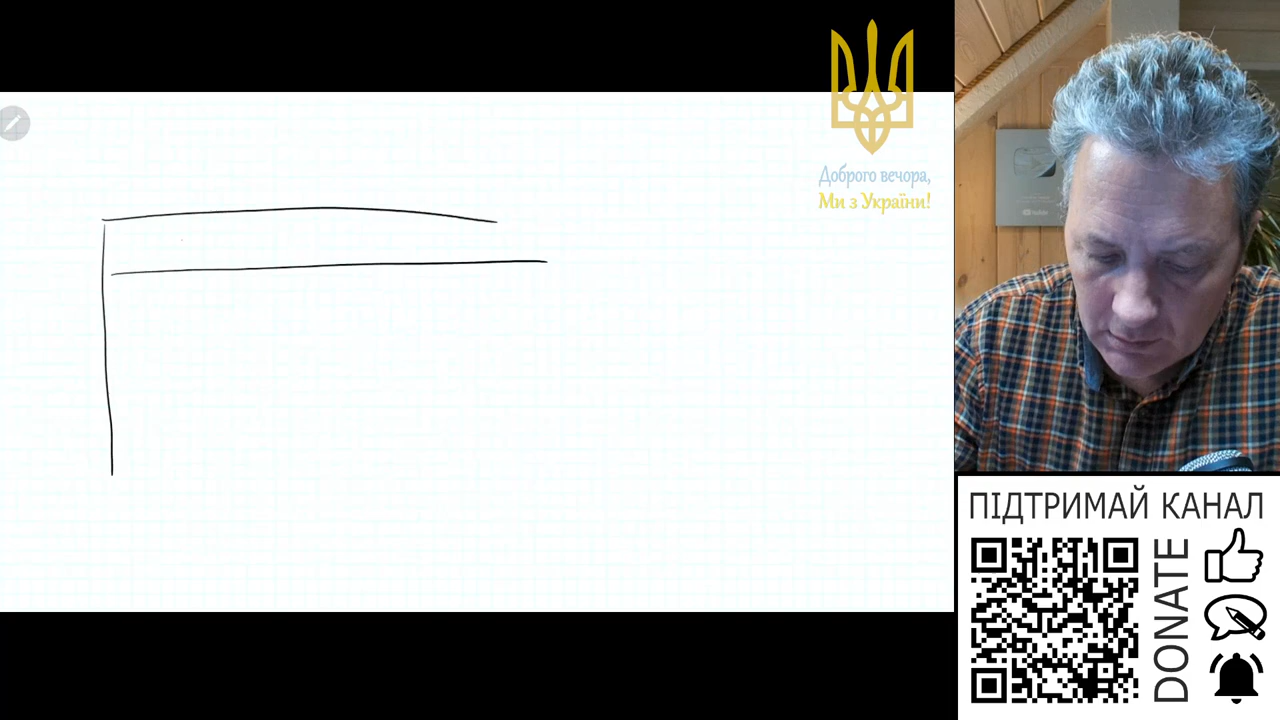 Доброго вечора,
Ми з України!
ПІДТРИМАЙ КАНАЛ
DONATE